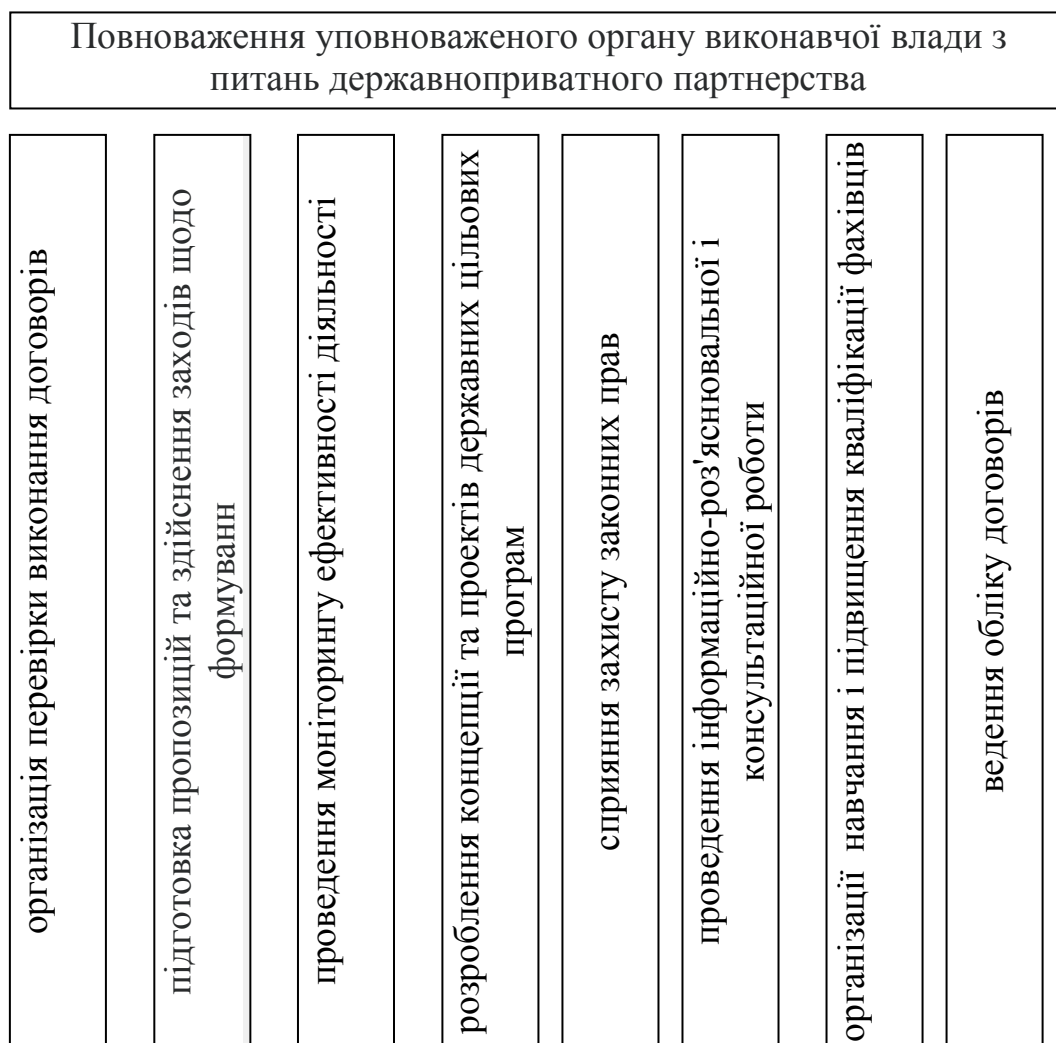 Повноваження уповноваженого органу виконавчої влади з
питань державноприватного партнерства
організація перевірки виконання договорів
підготовка пропозицій та здійснення заходів щодо
формуванн
проведення моніторингу ефективності діяльності
розроблення концепції та проектів державних цільових
програм
сприяння захисту законних прав
проведення інформаційно-роз'яснювальної і
консультаційної роботи
організації навчання і підвищення кваліфікації фахівців
ведення обліку договорів